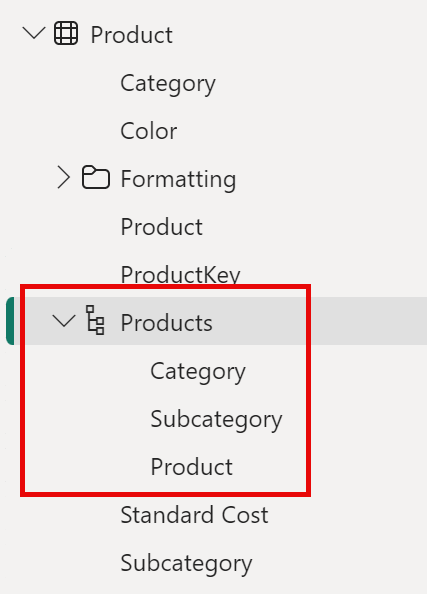 Product
Category
Color
Formatting
Product
ProductKey
Products
Category
Subcategory
Product
Standard Cost
Subcategory